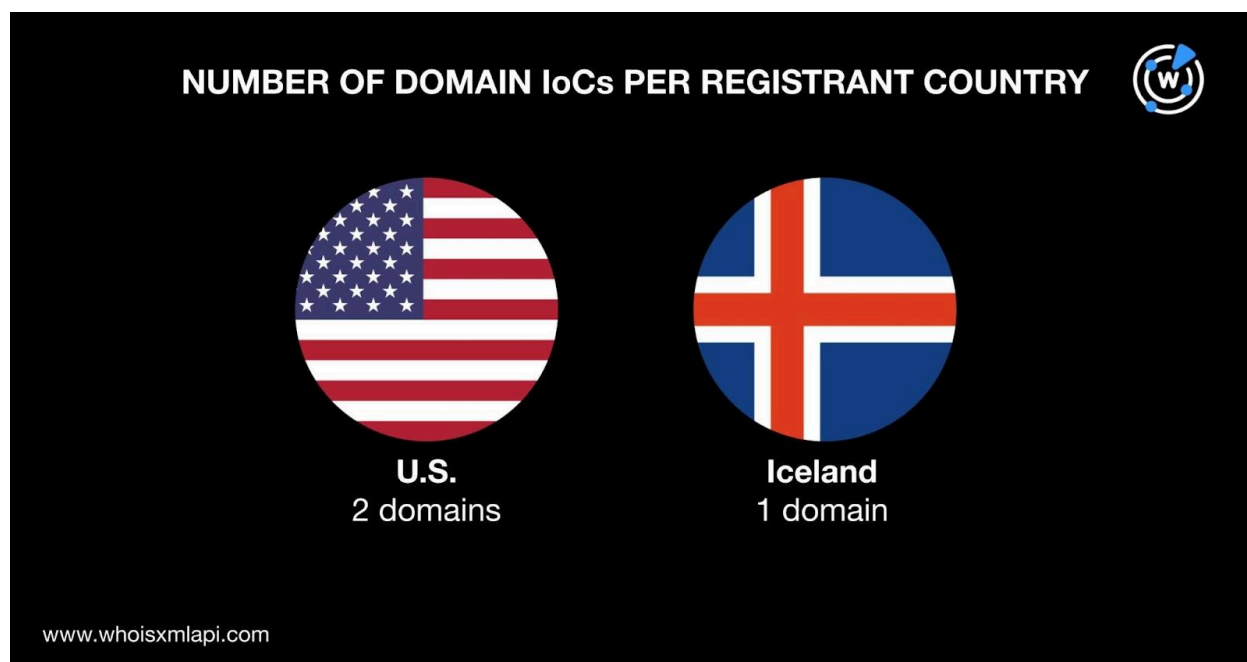 NUMBER OF DOMAIN IoCs PER REGISTRANT COUNTRY
W
U.S.
2 domains
Iceland
1 domain
www.whoisxmlapi.com